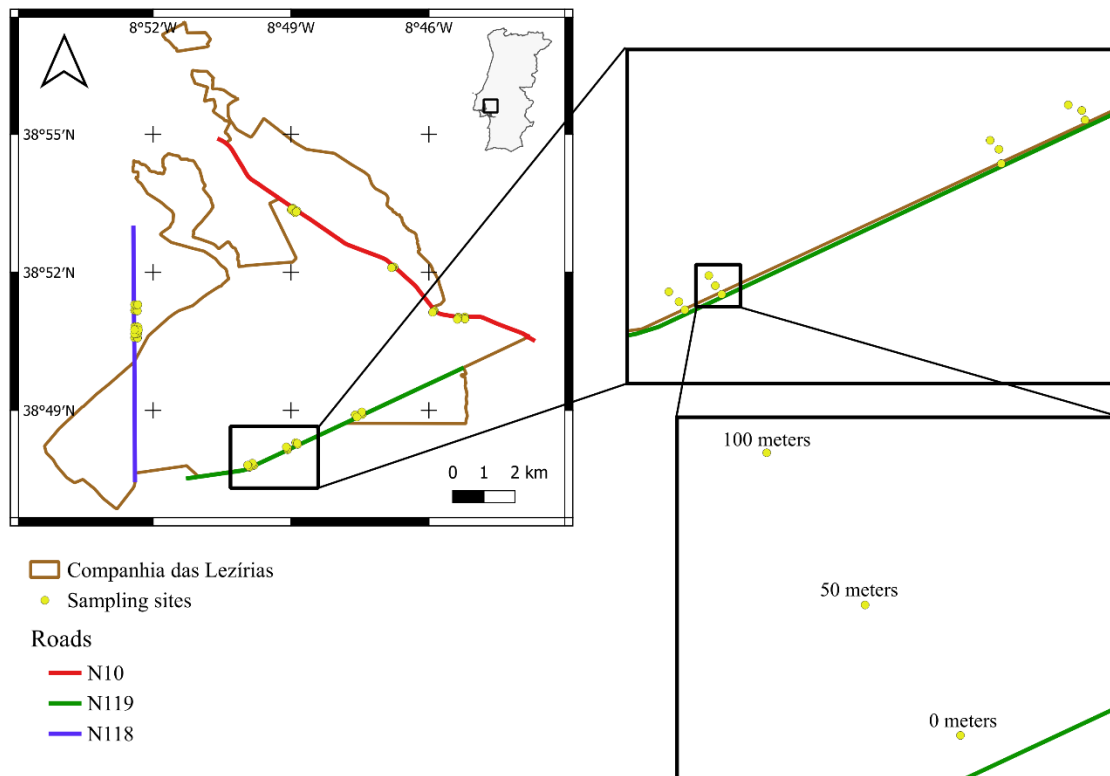 8°52′W 8°49′W 8°46′W
38°55′N
38°52′N
38°49′N
0 1 2 km
Companhia das Lezírias
Sampling sites
Roads
N10
N119
N118
100 meters
50 meters
0 meters